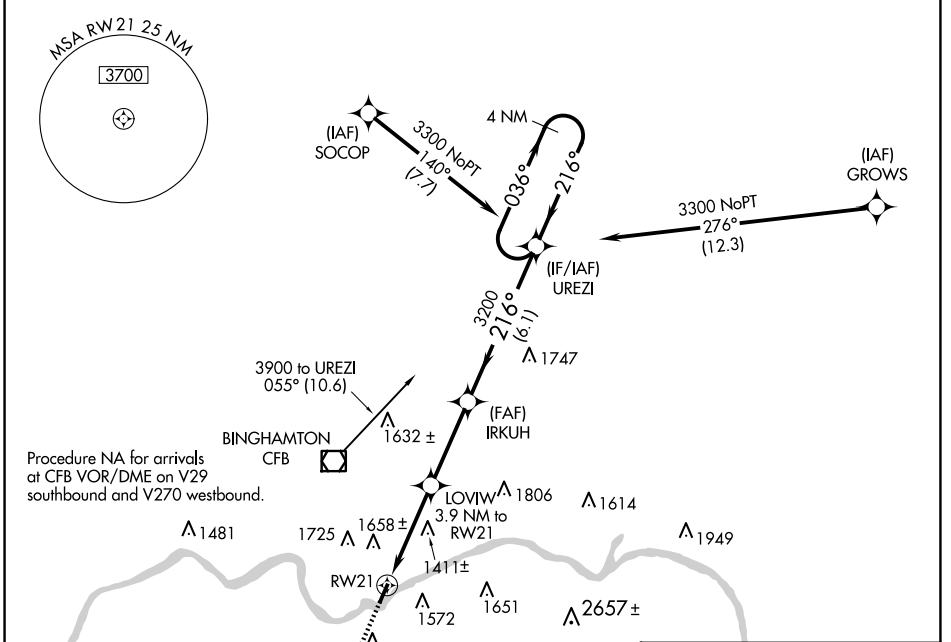 MSA RW21 25 NM
3700
(IAF)
SOCOP
3300 NoPT
140°
(7.7)
4 NM
036°
216°
(IAF)
GROWS
3300 NoPT
276°
(12.3)
(IF/IAF)
UREZI
3200
216°
(6.1)
1747
3900 to UREZI
055° (10.6)
(FAF)
IRKUH
1632 ±
BINGHAMTON
CFB
Procedure NA for arrivals
at CFB VOR/DME on V29
southbound and V270 westbound.
LOVIW
3.9 NM to
RW21
1806
1614
1481
1725
1658 ±
1949
1411±
RW21
1572
1651
2657 ±